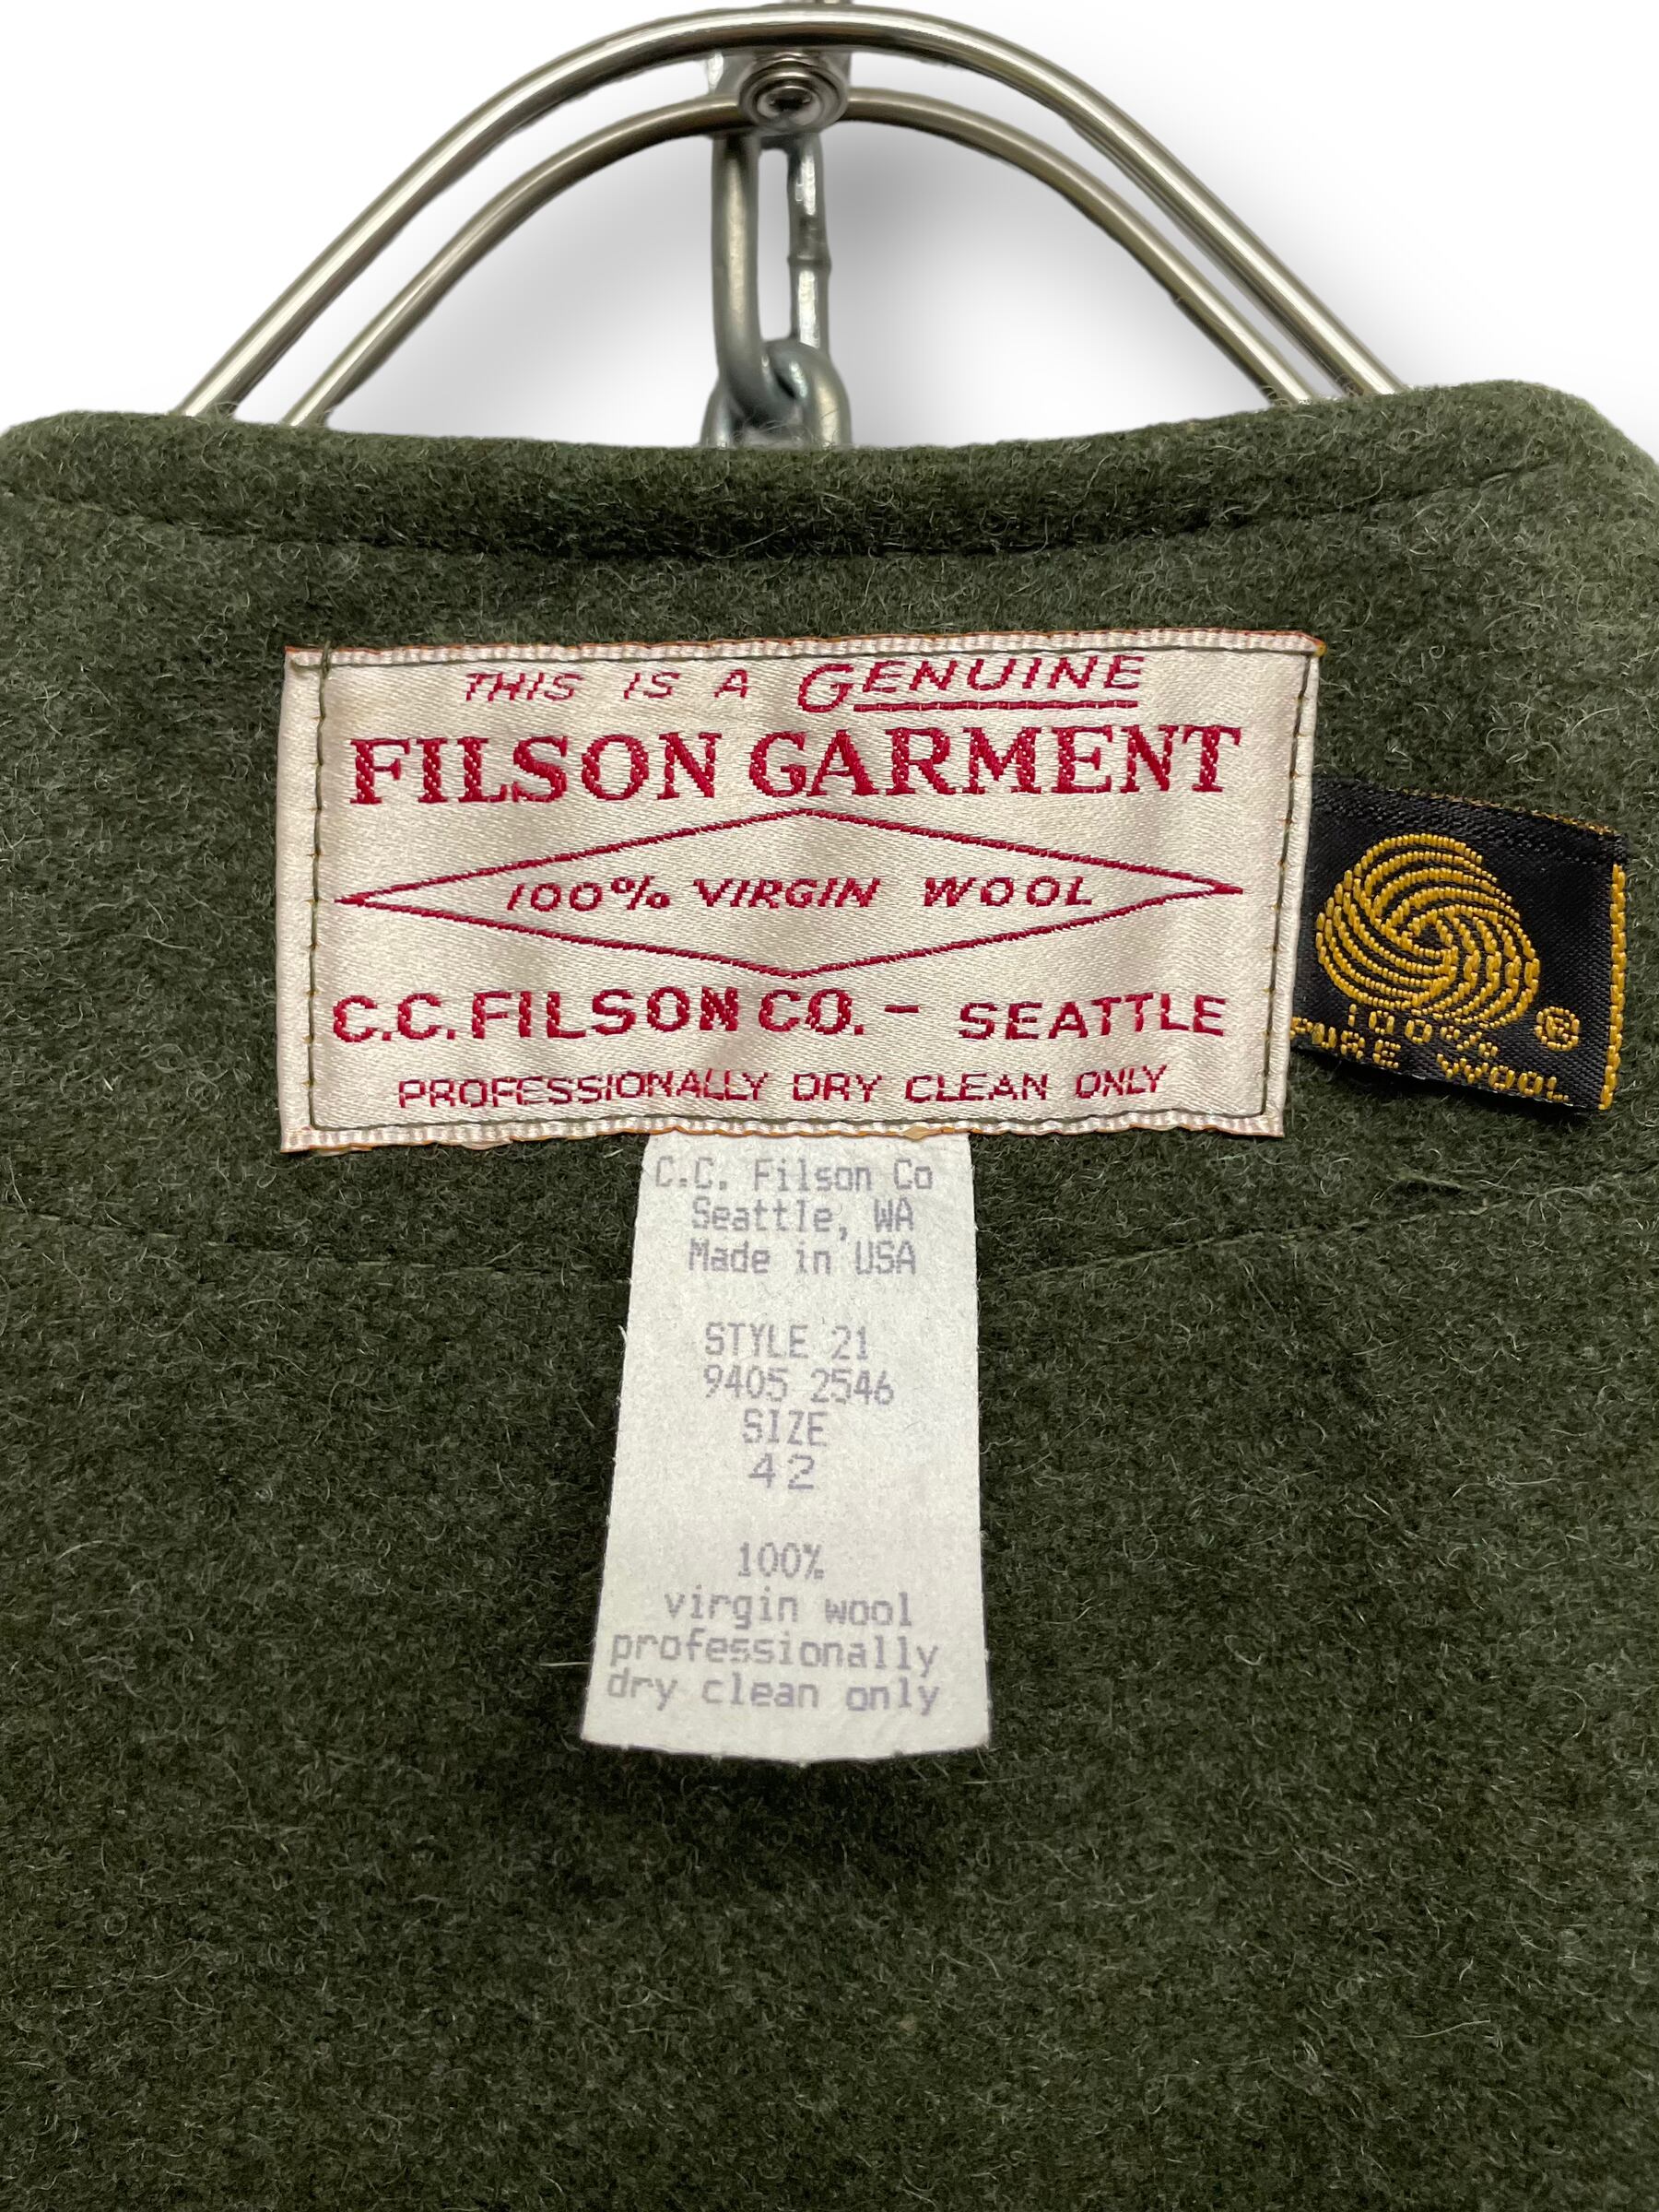 THIS IS A GENUINE
FILSON GARMENT
100% VIRGIN WOOL
C.C. FILSON CO. - SEATTLE
PROFESSIONALLY DRY CLEAN ONLY
®
100%
PURE WOOL
C.C. Filson Co
Seattle, WA
Made in USA
STYLE 21
9405 2546
SIZE
42
100%
virgin wool
professionally
dry clean only